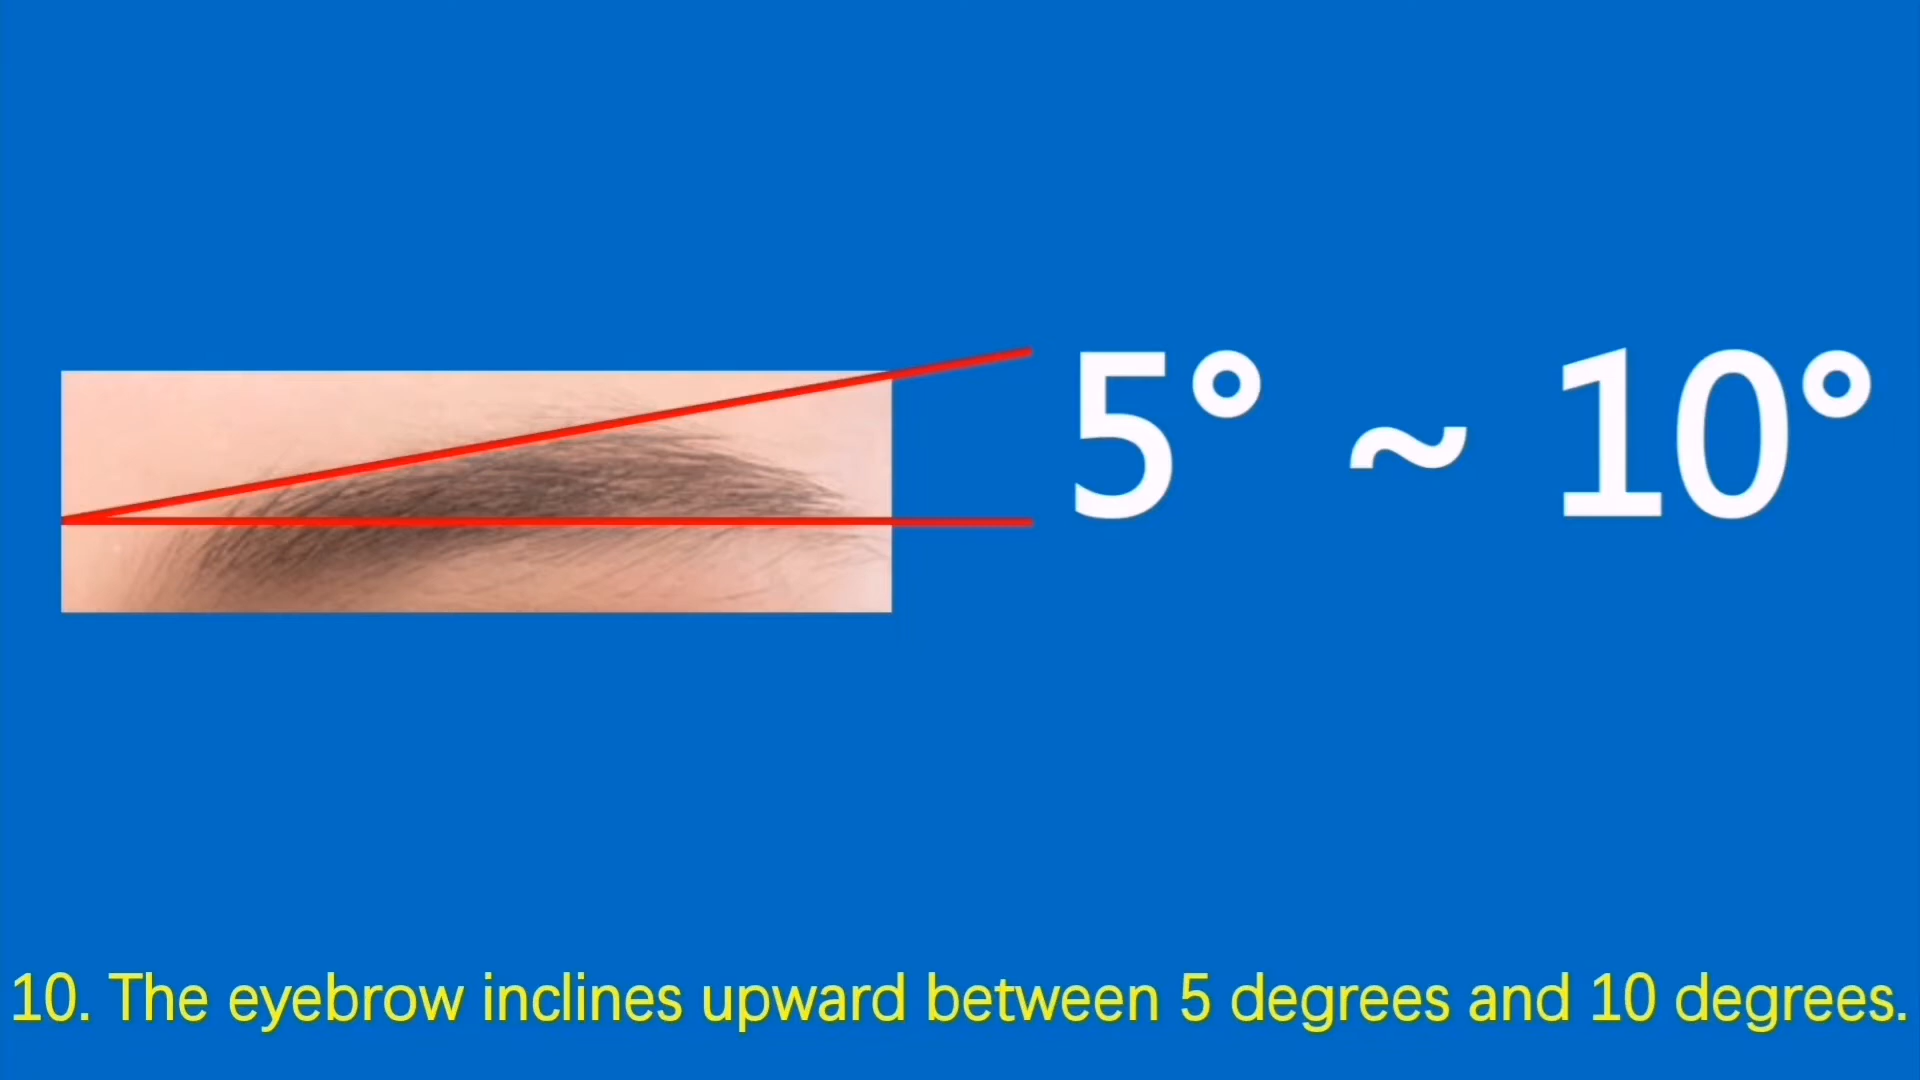 5° ~ 10°
10. The eyebrow inclines upward between 5 degrees and 10 degrees.